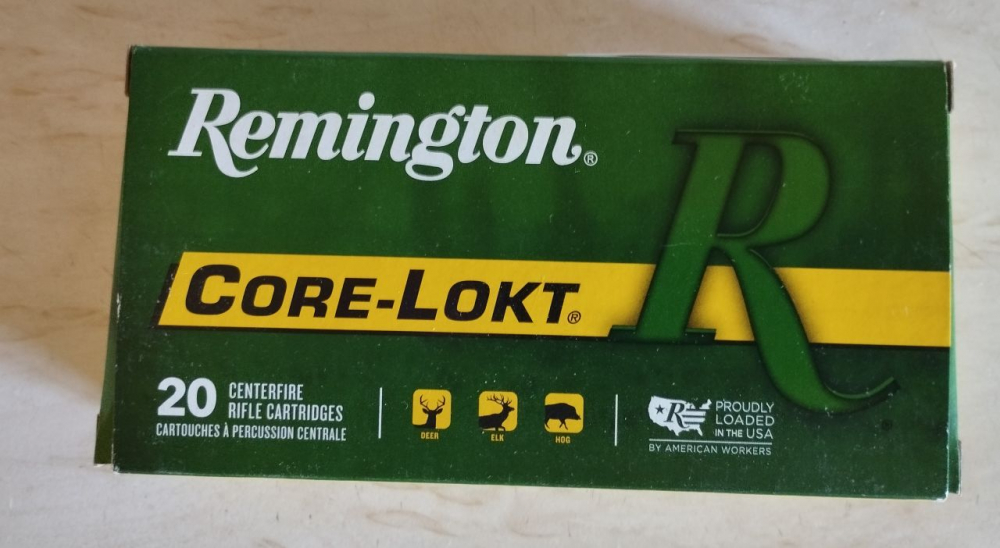 Remington®
CORE-LOKT®
R
20 CENTERFIRE
RIFLE CARTRIDGES
CARTOUCHES À PERCUSSION CENTRALE
DEER
ELK
HOG
R
PROUDLY
LOADED
IN THE USA
BY AMERICAN WORKERS